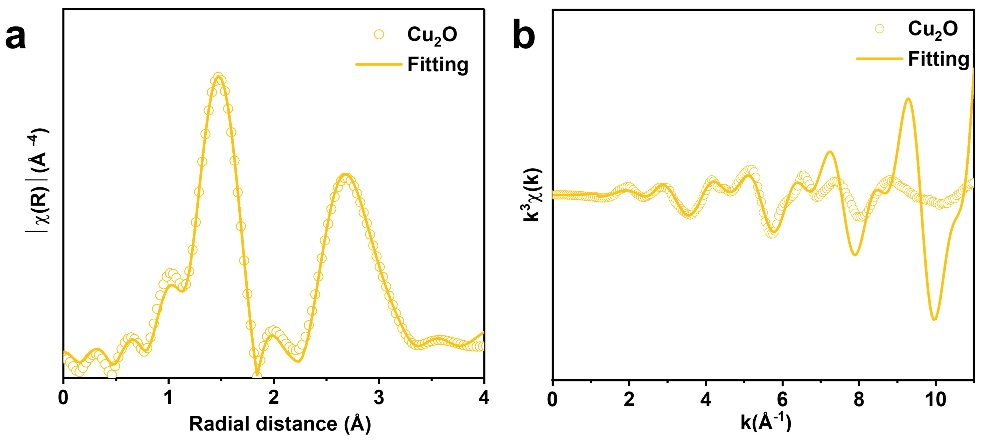 a
Cu₂O
Fitting
|χ(R)| (Å ⁻⁴)
0 1 2 3 4
Radial distance (Å)
b
Cu₂O
Fitting
k³χ(k)
0 2 4 6 8 10
k(Å⁻¹)